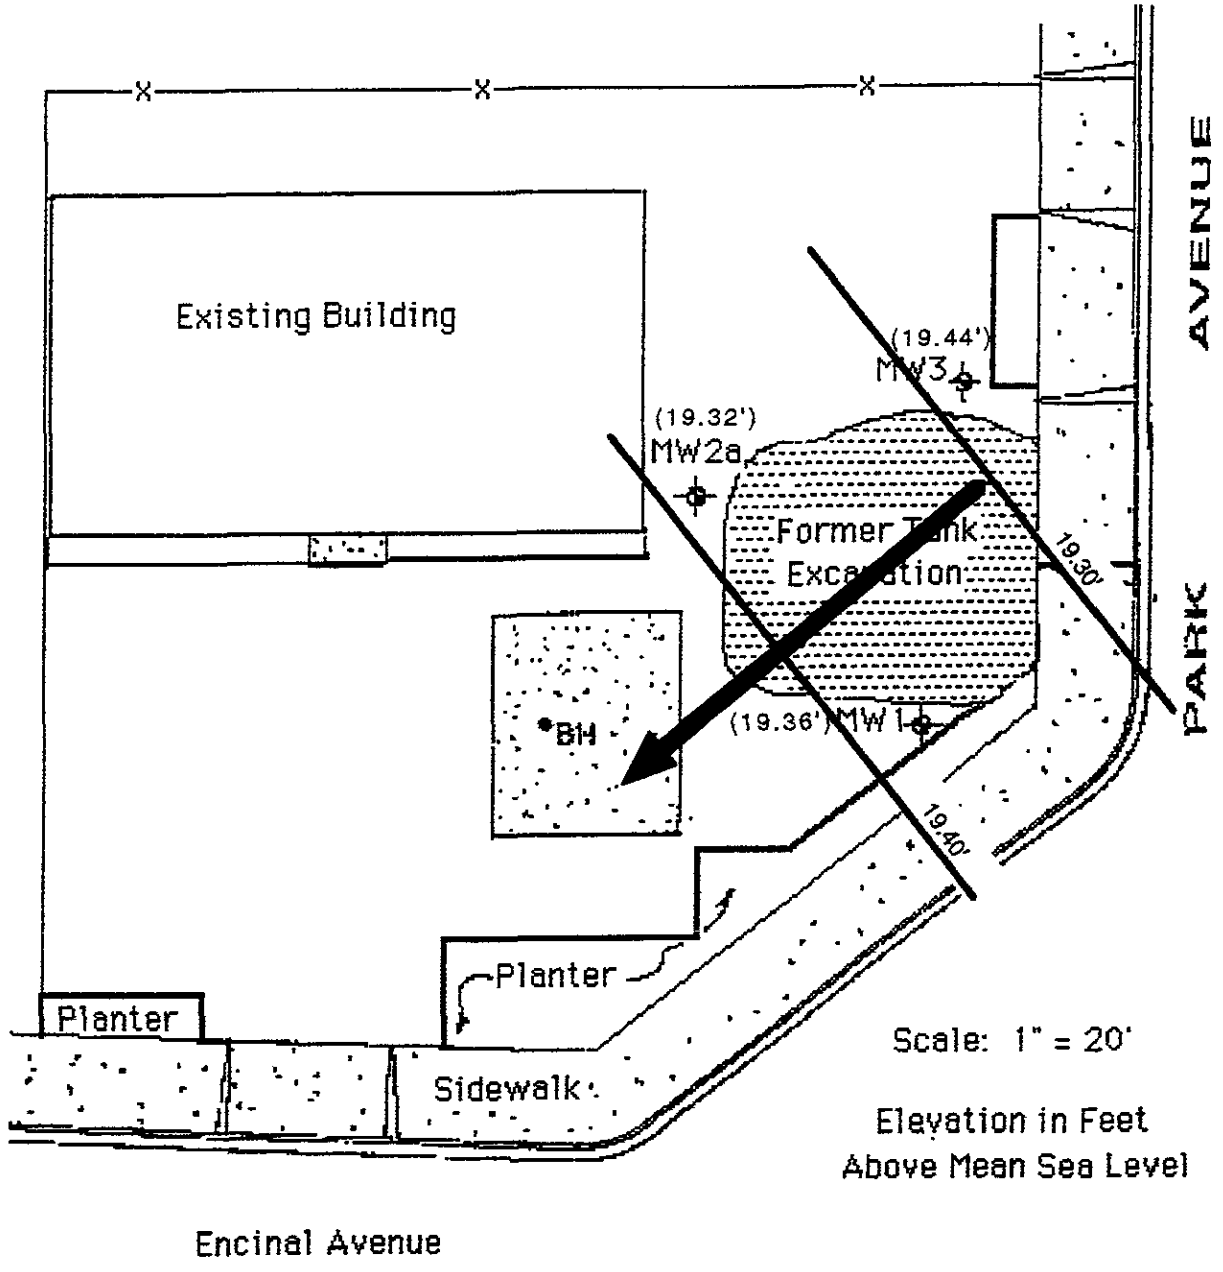 X X X
AVENUE
Existing Building
(19.44')
MW3
(19.32')
MW2a
Former Tank
Excavation
19.30'
PARK
BH
(19.36') MW1
19.40'
Planter
Planter
Scale: 1" = 20'
Sidewalk
Elevation in Feet
Above Mean Sea Level
Encinal Avenue